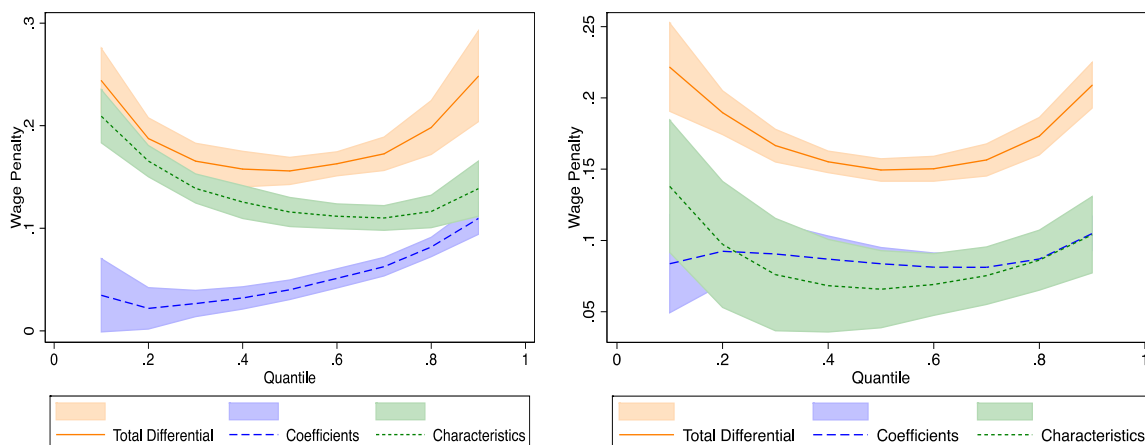 .3
.2
.1
0
Wage Penalty
0 .2 .4 .6 .8 1
Quantile
Total Differential Coefficients Characteristics
.25
.2
.15
.1
.05
Wage Penalty
0 .2 .4 .6 .8 1
Quantile
Total Differential Coefficients Characteristics